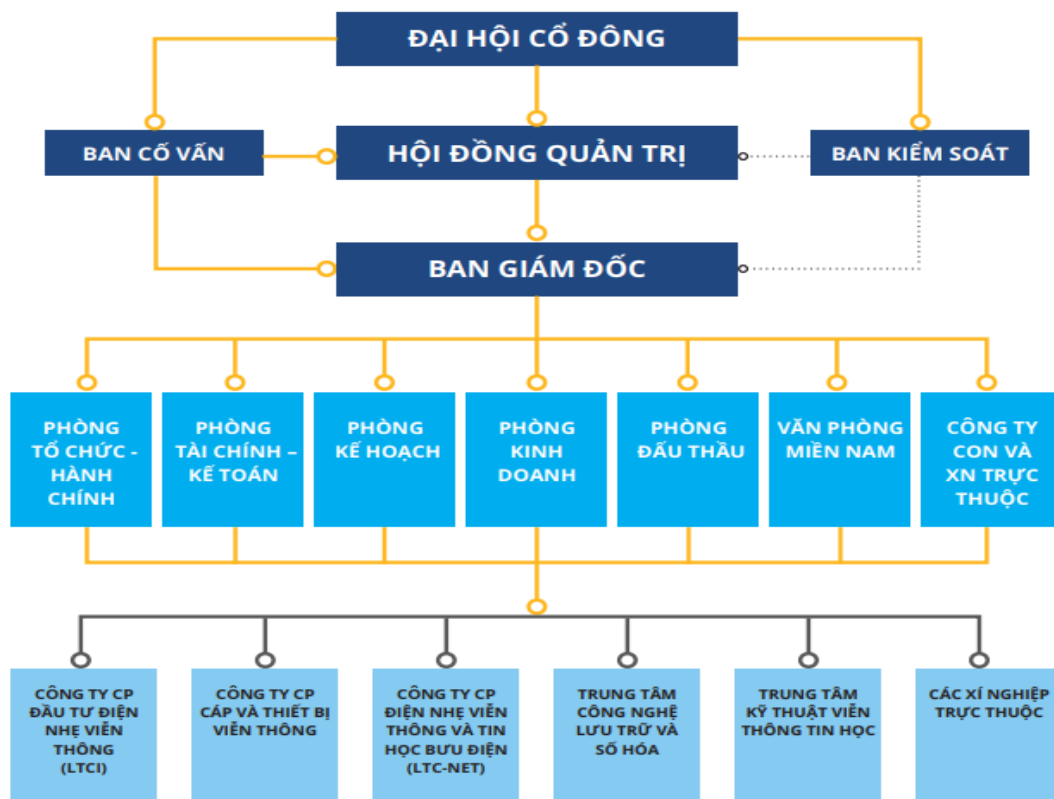 ĐẠI HỘI CỔ ĐÔNG
BAN CỐ VẤN
HỘI ĐỒNG QUẢN TRỊ
BAN KIỂM SOÁT
BAN GIÁM ĐỐC
PHÒNG
TỔ CHỨC -
HÀNH
CHÍNH
PHÒNG
TÀI CHÍNH –
KẾ TOÁN
PHÒNG
KẾ HOẠCH
PHÒNG
KINH
DOANH
PHÒNG
ĐẤU THẦU
VĂN PHÒNG
MIỀN NAM
CÔNG TY
CON VÀ
XN TRỰC
THUỘC
CÔNG TY CP
ĐẦU TƯ ĐIỆN
NHẸ VIỄN
THÔNG
(LTCI)
CÔNG TY CP
CÁP VÀ THIẾT BỊ
VIỄN THÔNG
CÔNG TY CP
ĐIỆN NHẸ VIỄN
THÔNG VÀ TIN
HỌC BƯU ĐIỆN
(LTC-NET)
TRUNG TÂM
CÔNG NGHỆ
LƯU TRỮ VÀ
SỐ HÓA
TRUNG TÂM
KỸ THUẬT VIỄN
THÔNG TIN HỌC
CÁC XÍ NGHIỆP
TRỰC THUỘC